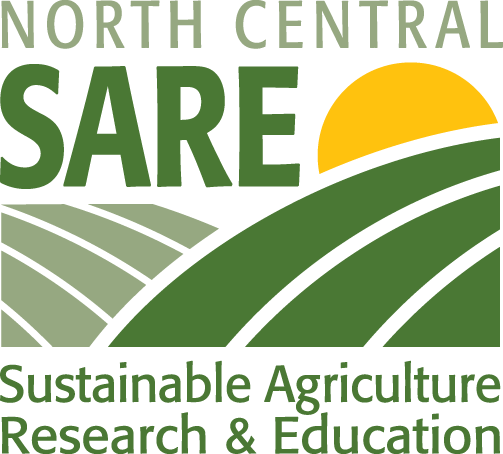 NORTH CENTRAL
SARE
Sustainable Agriculture
Research & Education